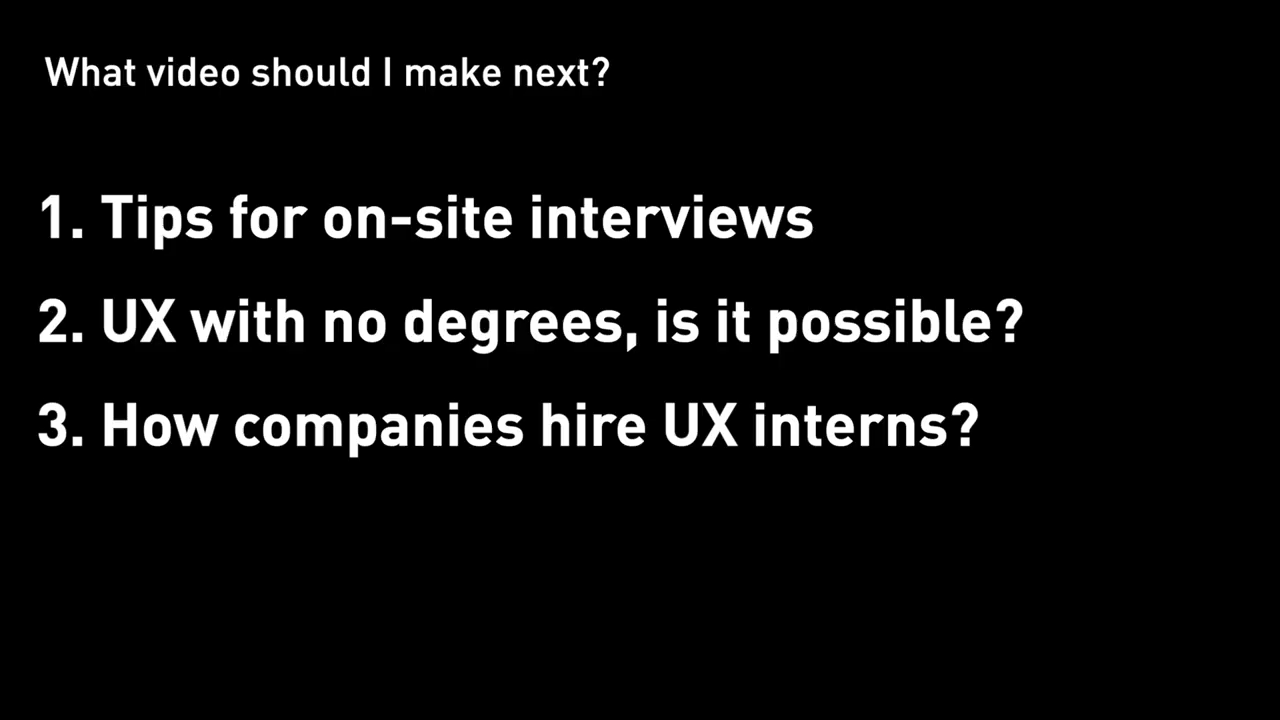 What video should I make next?
1. Tips for on-site interviews
2. UX with no degrees, is it possible?
3. How companies hire UX interns?